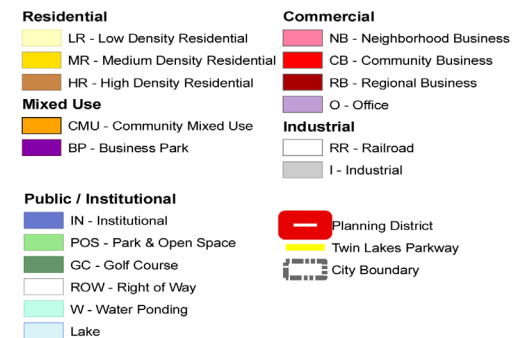 Residential
LR - Low Density Residential
MR - Medium Density Residential
HR - High Density Residential
Mixed Use
CMU - Community Mixed Use
BP - Business Park
Commercial
NB - Neighborhood Business
CB - Community Business
RB - Regional Business
O - Office
Industrial
RR - Railroad
I - Industrial
Public / Institutional
IN - Institutional
POS - Park & Open Space
GC - Golf Course
ROW - Right of Way
W - Water Ponding
Lake
Planning District
Twin Lakes Parkway
City Boundary